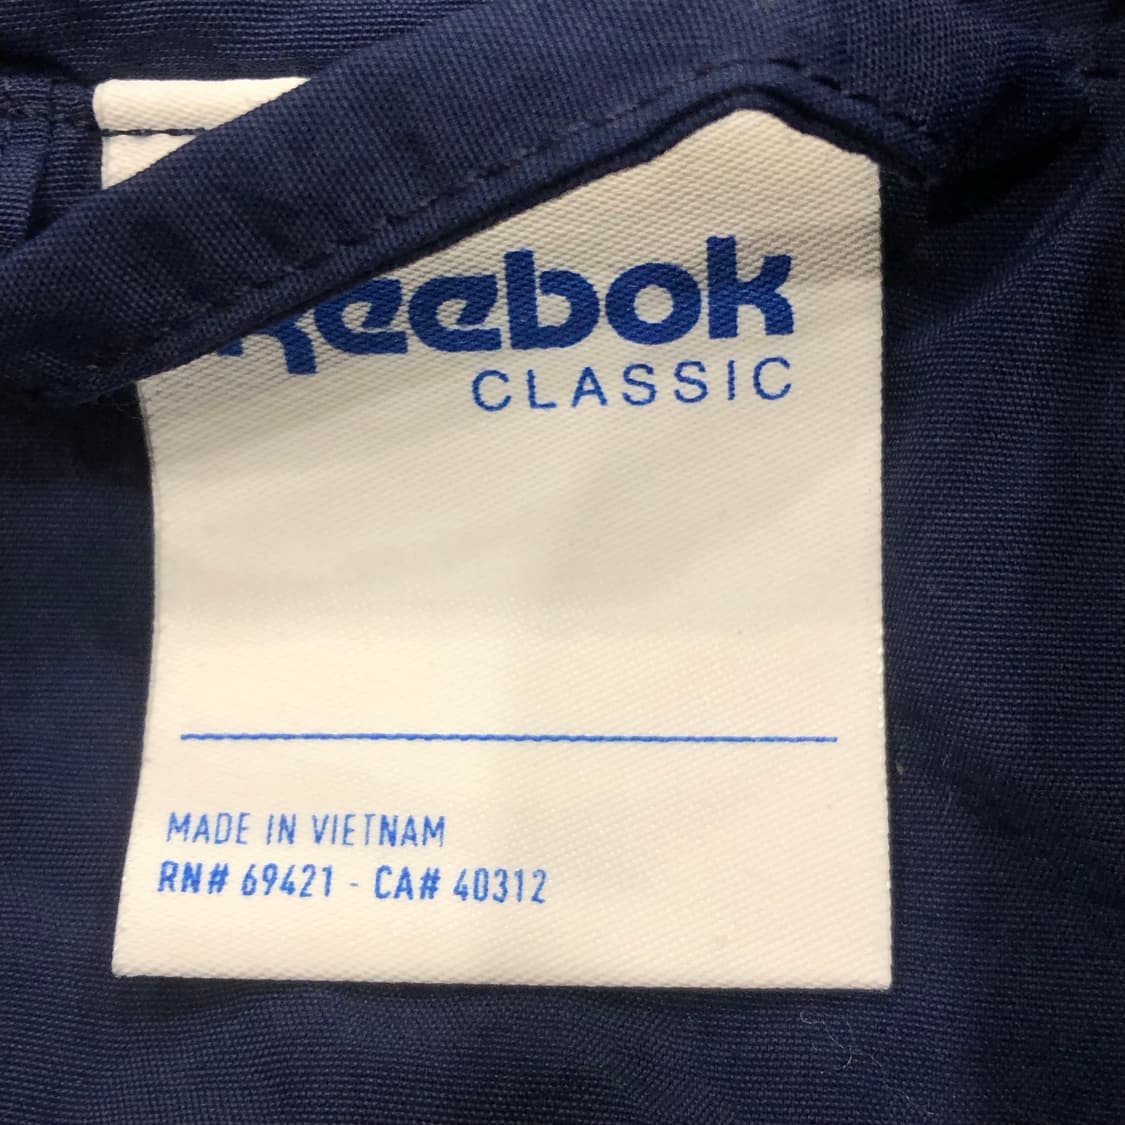 Reebok
CLASSIC
MADE IN VIETNAM
RN# 69421 - CA# 40312